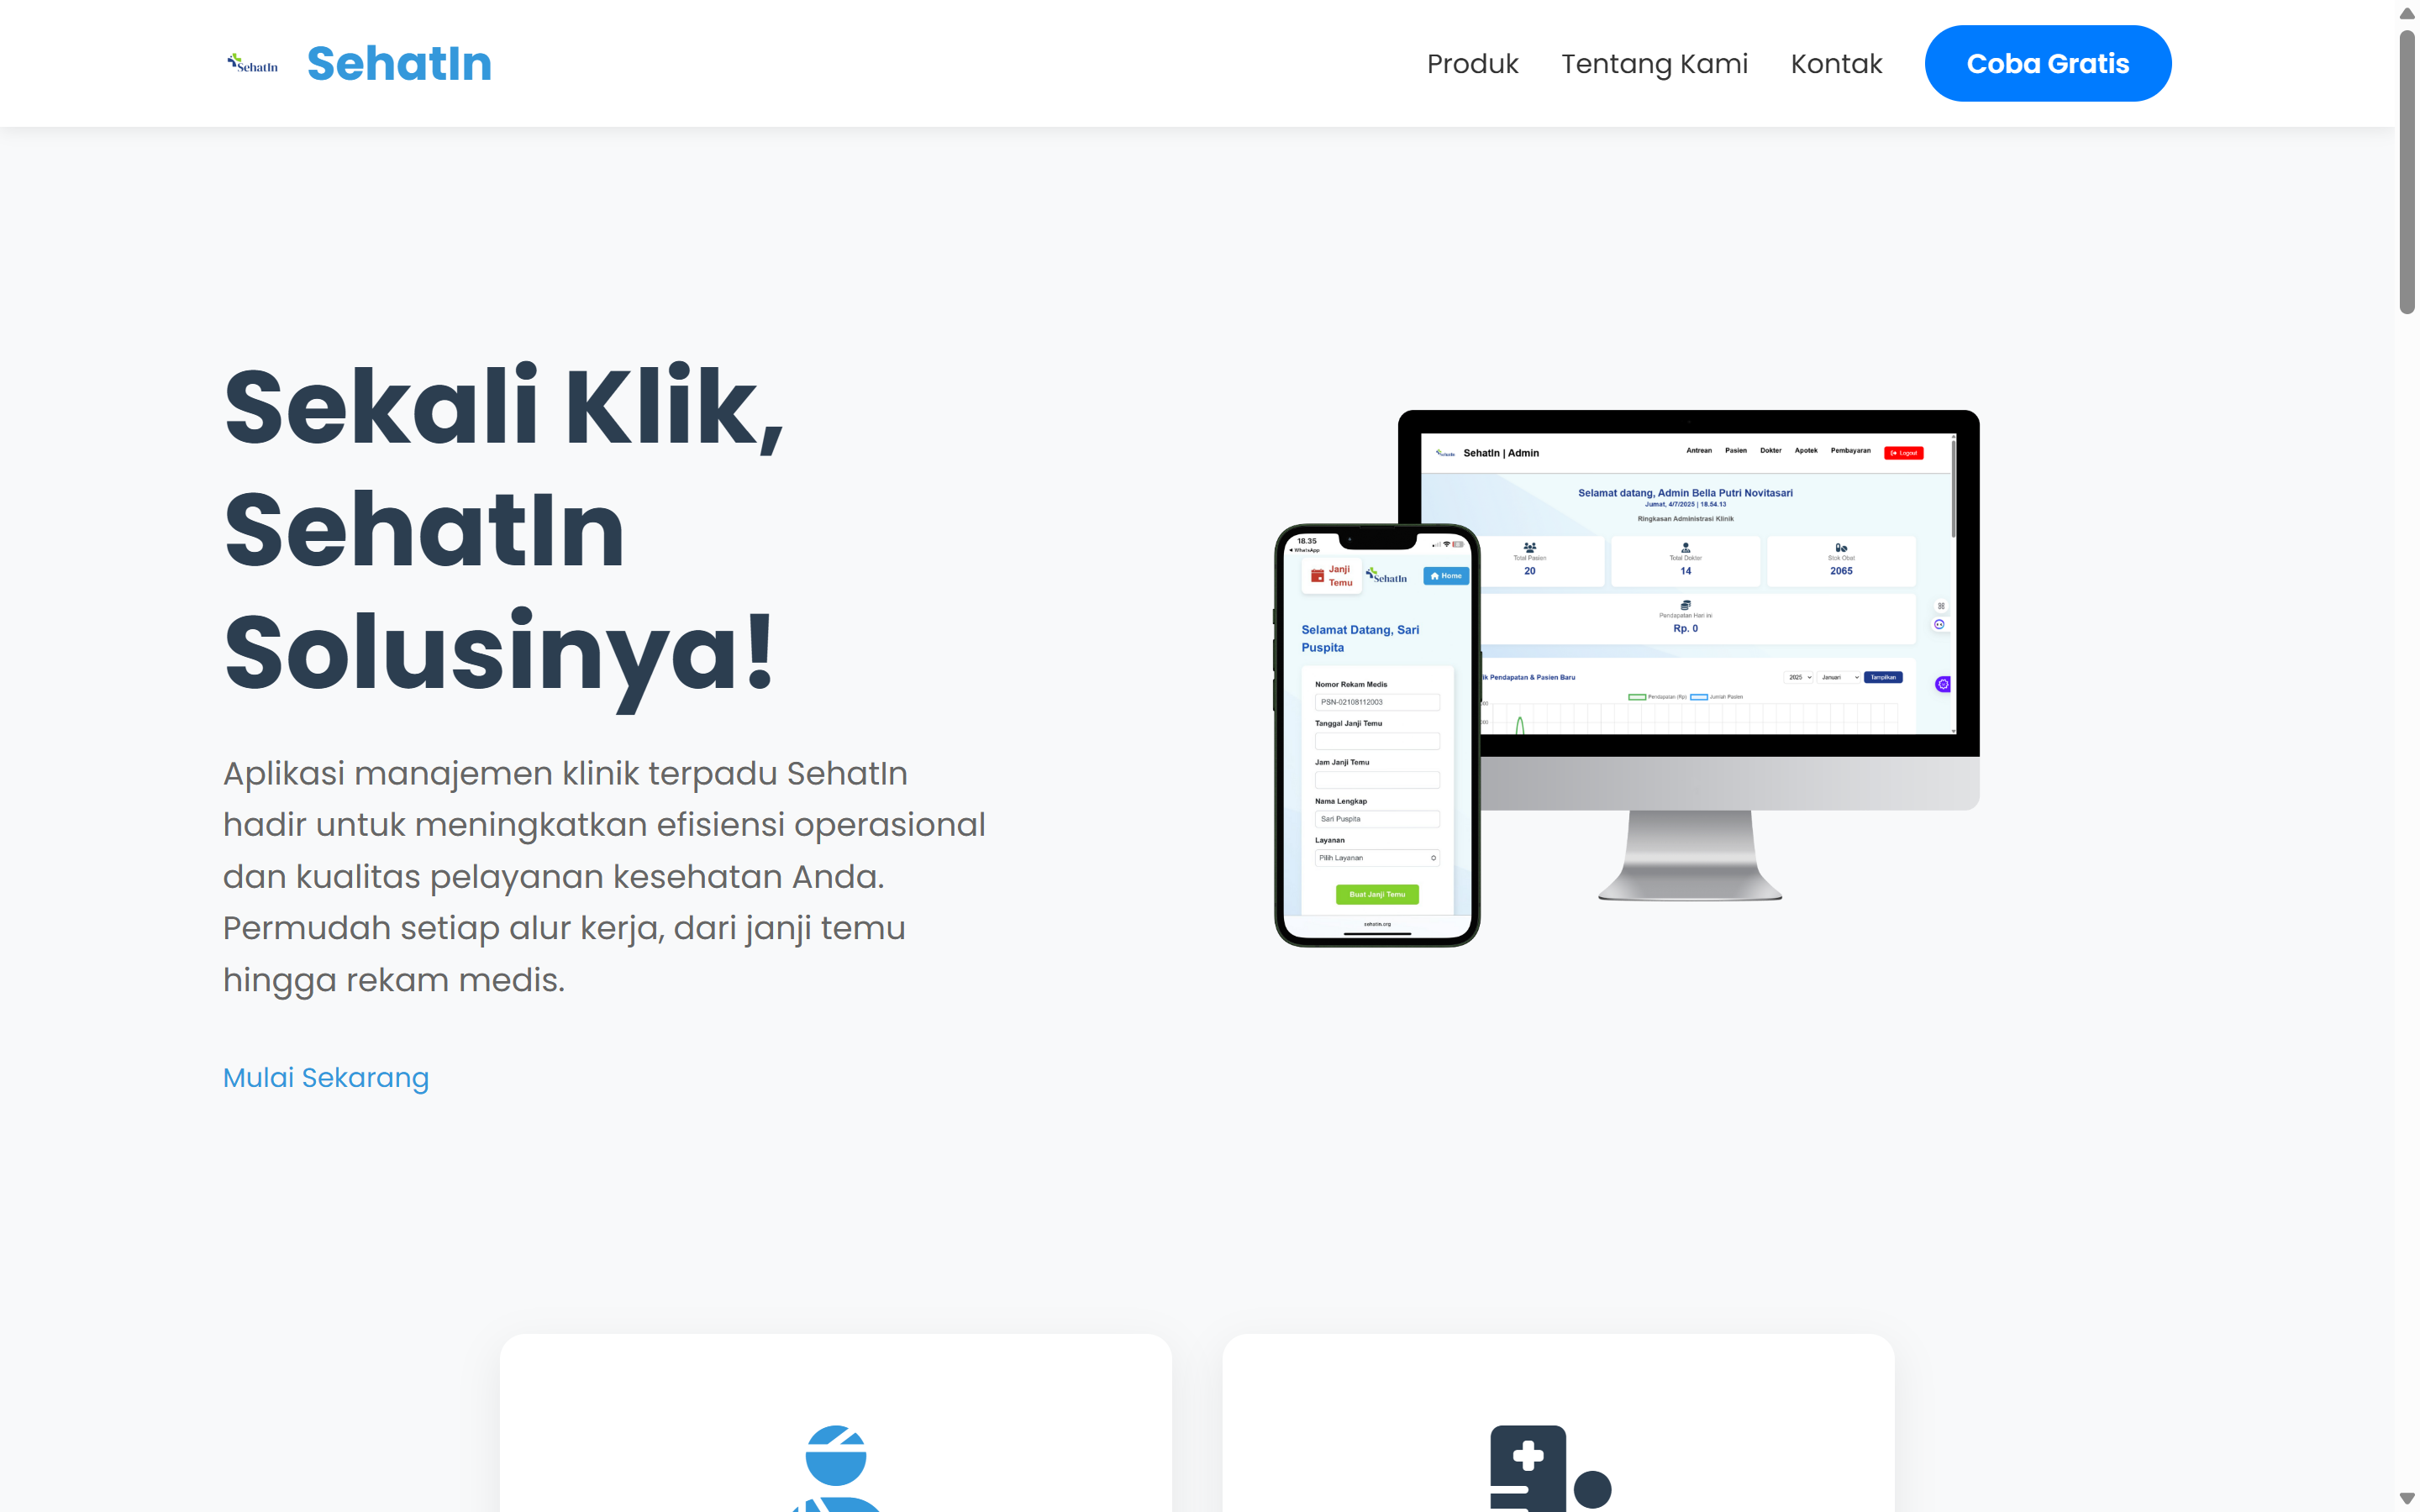 SehatIn
SehatIn
Produk
Tentang Kami
Kontak
Coba Gratis
Sekali Klik,
SehatIn
Solusinya!
Aplikasi manajemen klinik terpadu SehatIn
hadir untuk meningkatkan efisiensi operasional
dan kualitas pelayanan kesehatan Anda.
Permudah setiap alur kerja, dari janji temu
hingga rekam medis.
Mulai Sekarang
SehatIn | Admin
Antrean
Pasien
Dokter
Apotek
Pembayaran
Logout
Selamat datang, Admin Bella Putri Novitasari
Jumat, 4/7/2025 | 18.54.13
Ringkasan Administrasi Klinik
Total Pasien
20
Total Dokter
14
Stok Obat
2065
Pendapatan Hari ini
Rp. 0
Pendapatan & Pasien Baru
2025
Januari
Tampilkan
Pendapatan (Rp)
Jumlah Pasien
18.35
WhatsApp
Janji
Temu
SehatIn
Home
Selamat Datang, Sari
Puspita
Nomor Rekam Medis
PSN-02108112003
Tanggal Janji Temu
Jam Janji Temu
Nama Lengkap
Sari Puspita
Layanan
Pilih Layanan
Buat Janji Temu
sehatin.org